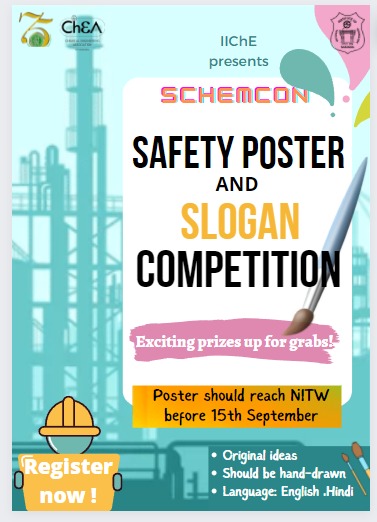 ChEA
IIChE
presents
SCHEMCON
SAFETY POSTER
AND
SLOGAN
COMPETITION
Exciting prizes up for grabs!
Poster should reach NITW
before 15th September
Register
now !
• Original ideas
• Should be hand-drawn
• Language: English .Hindi